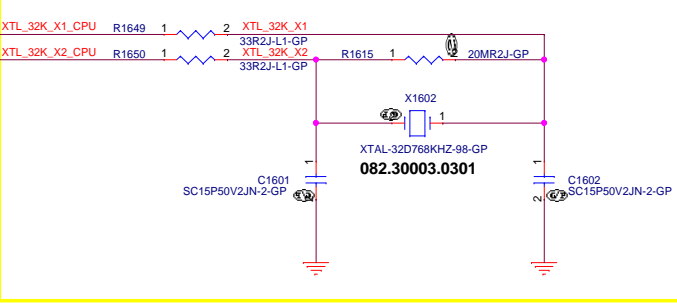 XTL_32K_X1_CPU R1649 1 2 XTL_32K_X1
33R2J-L1-GP
XTL_32K_X2_CPU R1650 1 2 XTL_32K_X2 R1615 1 2 20MR2J-GP
33R2J-L1-GP
X1602
1
XTAL-32D768KHZ-98-GP
082.30003.0301
1 1
C1601 C1602
SC15P50V2JN-2-GP SC15P50V2JN-2-GP
2 2